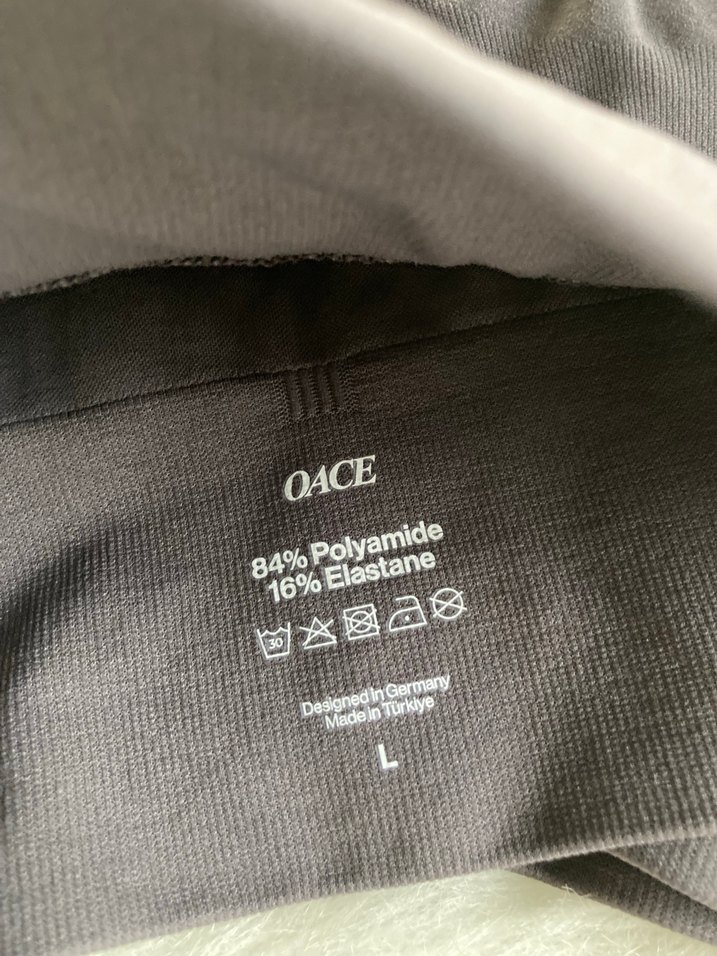 OACE
84% Polyamide
16% Elastane
30
Designed in Germany
Made in Türkiye
L